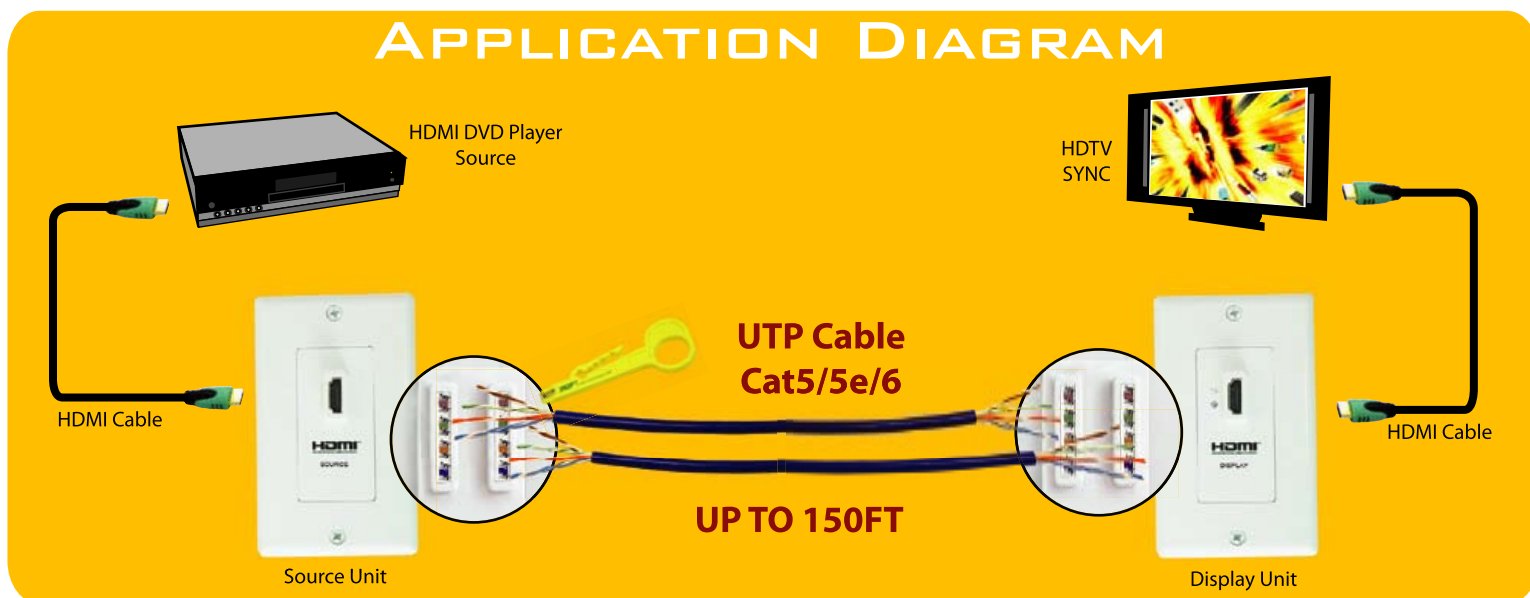 APPLICATION DIAGRAM
HDMI DVD Player
Source
HDTV
SYNC
UTP Cable
Cat5/5e/6
HDMI Cable
HDMI
SOURCE
HDMI
DISPLAY
HDMI Cable
UP TO 150FT
Source Unit
Display Unit